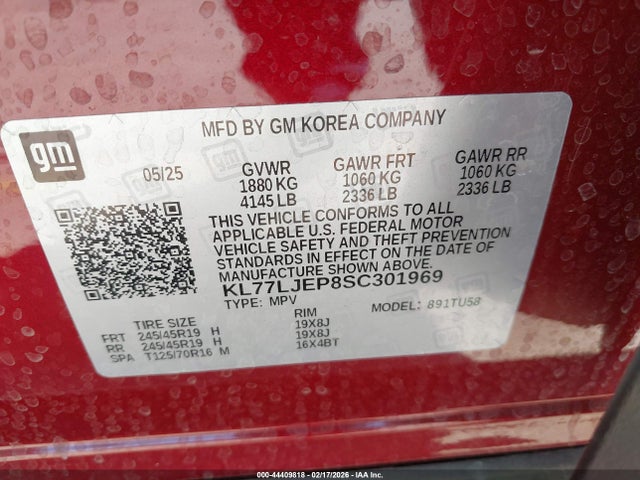 MFD BY GM KOREA COMPANY
gm
05/25
GVWR
1880 KG
4145 LB
GAWR FRT
1060 KG
2336 LB
GAWR RR
1060 KG
2336 LB
THIS VEHICLE CONFORMS TO ALL
APPLICABLE U.S. FEDERAL MOTOR
VEHICLE SAFETY AND THEFT PREVENTION
STANDARDS IN EFFECT ON THE DATE OF
MANUFACTURE SHOWN ABOVE.
KL77LJEP8SC301969
TYPE: MPV
MODEL: 891TU58
TIRE SIZE RIM
FRT 245/45R19 H 19X8J
RR 245/45R19 H 19X8J
SPA T125/70R16 M 16X4BT
000-44409818 - 02/17/2026 - IAA Inc.